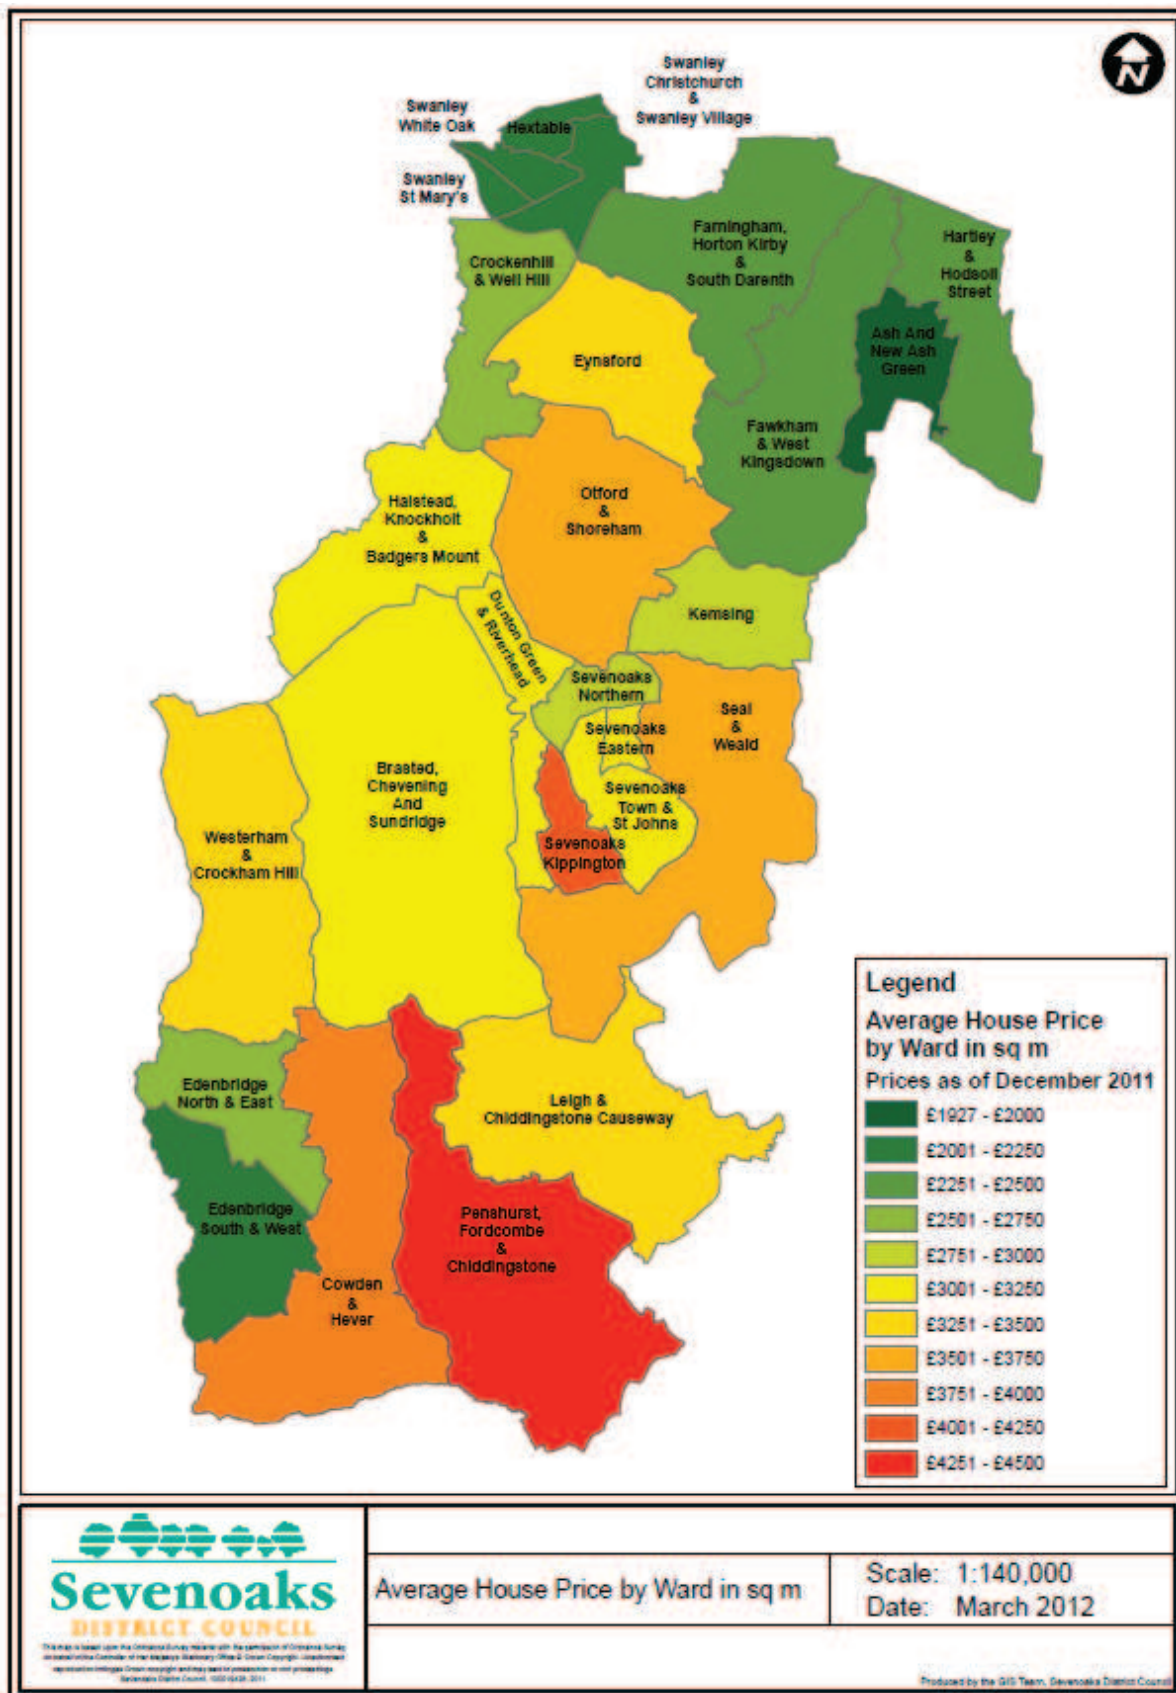 N
Swanley
Christchurch
&
Swanley Village
Swanley
White Oak
Hextable
Swanley
St Mary's
Farningham,
Horton Kirby
&
South Darenth
Hartley
&
Hodsoll
Street
Crockenhill
& Well Hill
Ash And
New Ash
Green
Eynsford
Fawkham
& West
Kingsdown
Halstead,
Knockholt
&
Badgers Mount
Otford
&
Shoreham
Dunton Green
& Riverhead
Kemsing
Sevenoaks
Northern
Seal
&
Weald
Sevenoaks
Eastern
Brasted,
Chevening
And
Sundridge
Sevenoaks
Town &
St Johns
Westerham
&
Crockham Hill
Sevenoaks
Kippington
Edenbridge
North & East
Leigh &
Chiddingstone Causeway
Edenbridge
South & West
Penshurst,
Fordcombe
&
Chiddingstone
Cowden
&
Hever
Legend
Average House Price
by Ward in sq m
Prices as of December 2011
£1927 - £2000
£2001 - £2250
£2251 - £2500
£2501 - £2750
£2751 - £3000
£3001 - £3250
£3251 - £3500
£3501 - £3750
£3751 - £4000
£4001 - £4250
£4251 - £4500
Sevenoaks
DISTRICT COUNCIL
Average House Price by Ward in sq m
Scale: 1:140,000
Date: March 2012
Produced by the GIS Team, Sevenoaks District Council